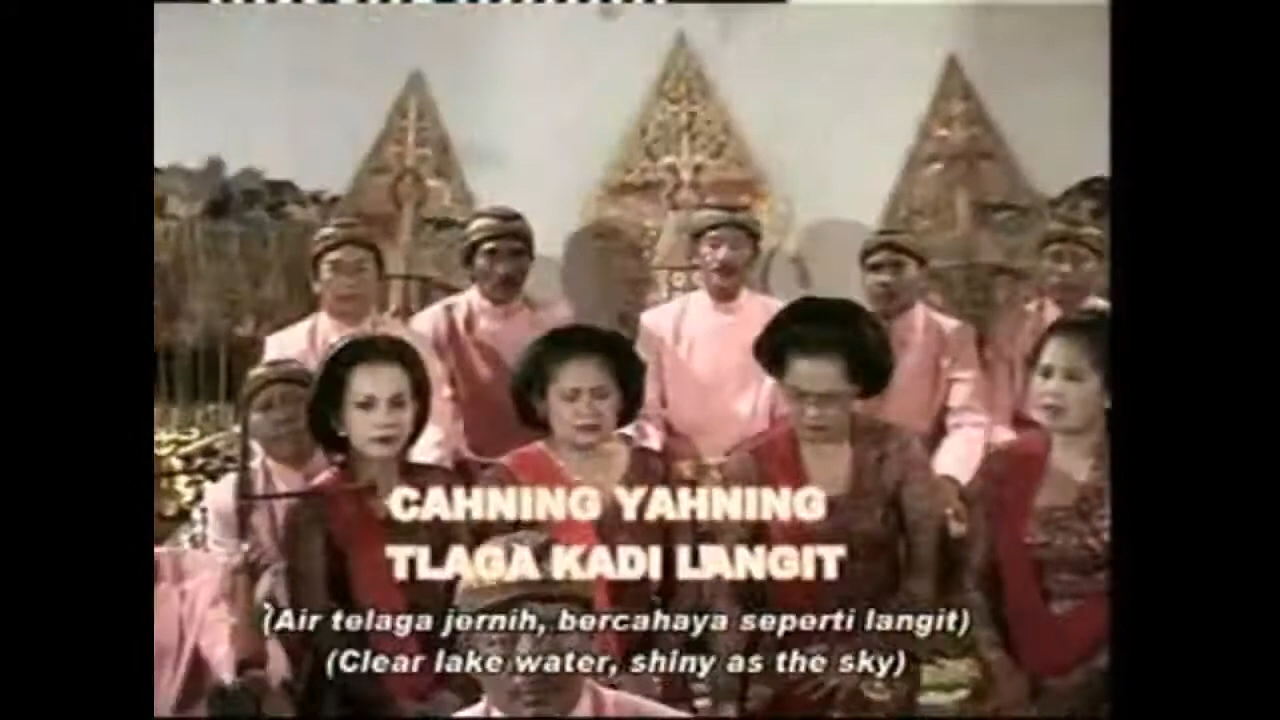 CAHNING YAHNING
TLAGA KADI LANGIT
(Air telaga jernih, bercahaya seperti langit)
(Clear lake water, shiny as the sky)